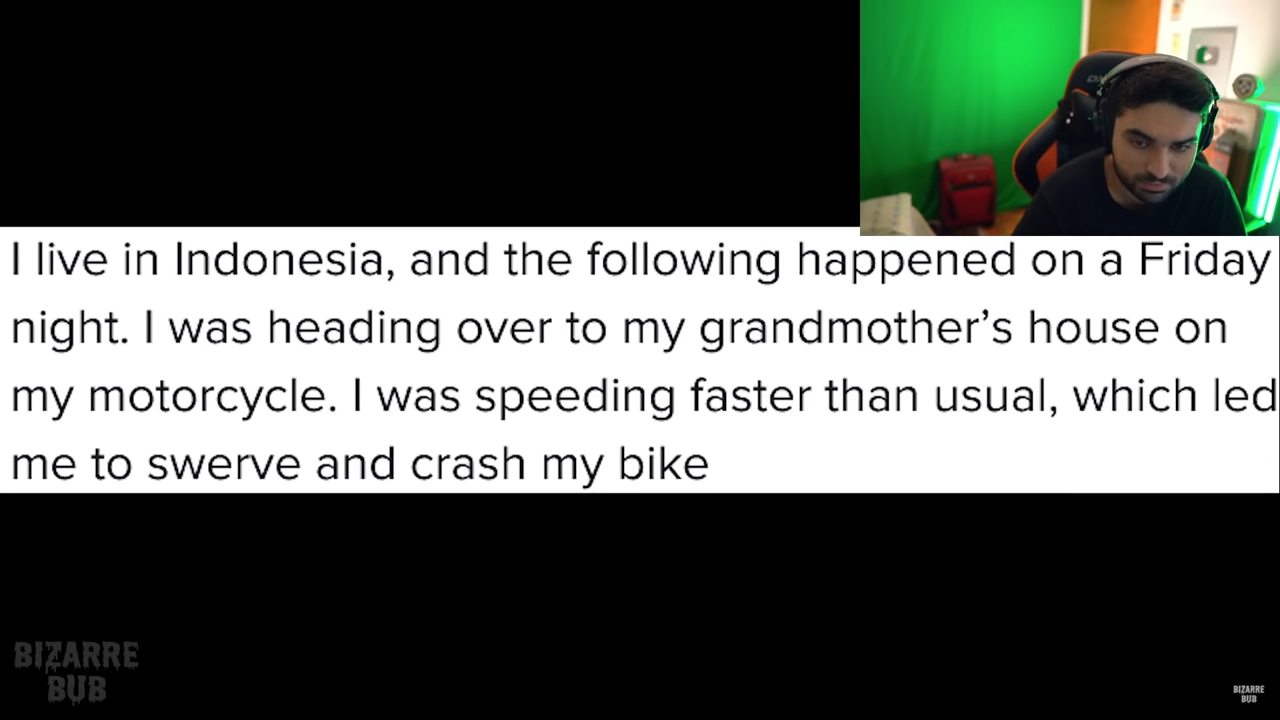 I live in Indonesia, and the following happened on a Friday
night. I was heading over to my grandmother’s house on
my motorcycle. I was speeding faster than usual, which led
me to swerve and crash my bike
BIZARRE
BUB
BIZARRE
BUB